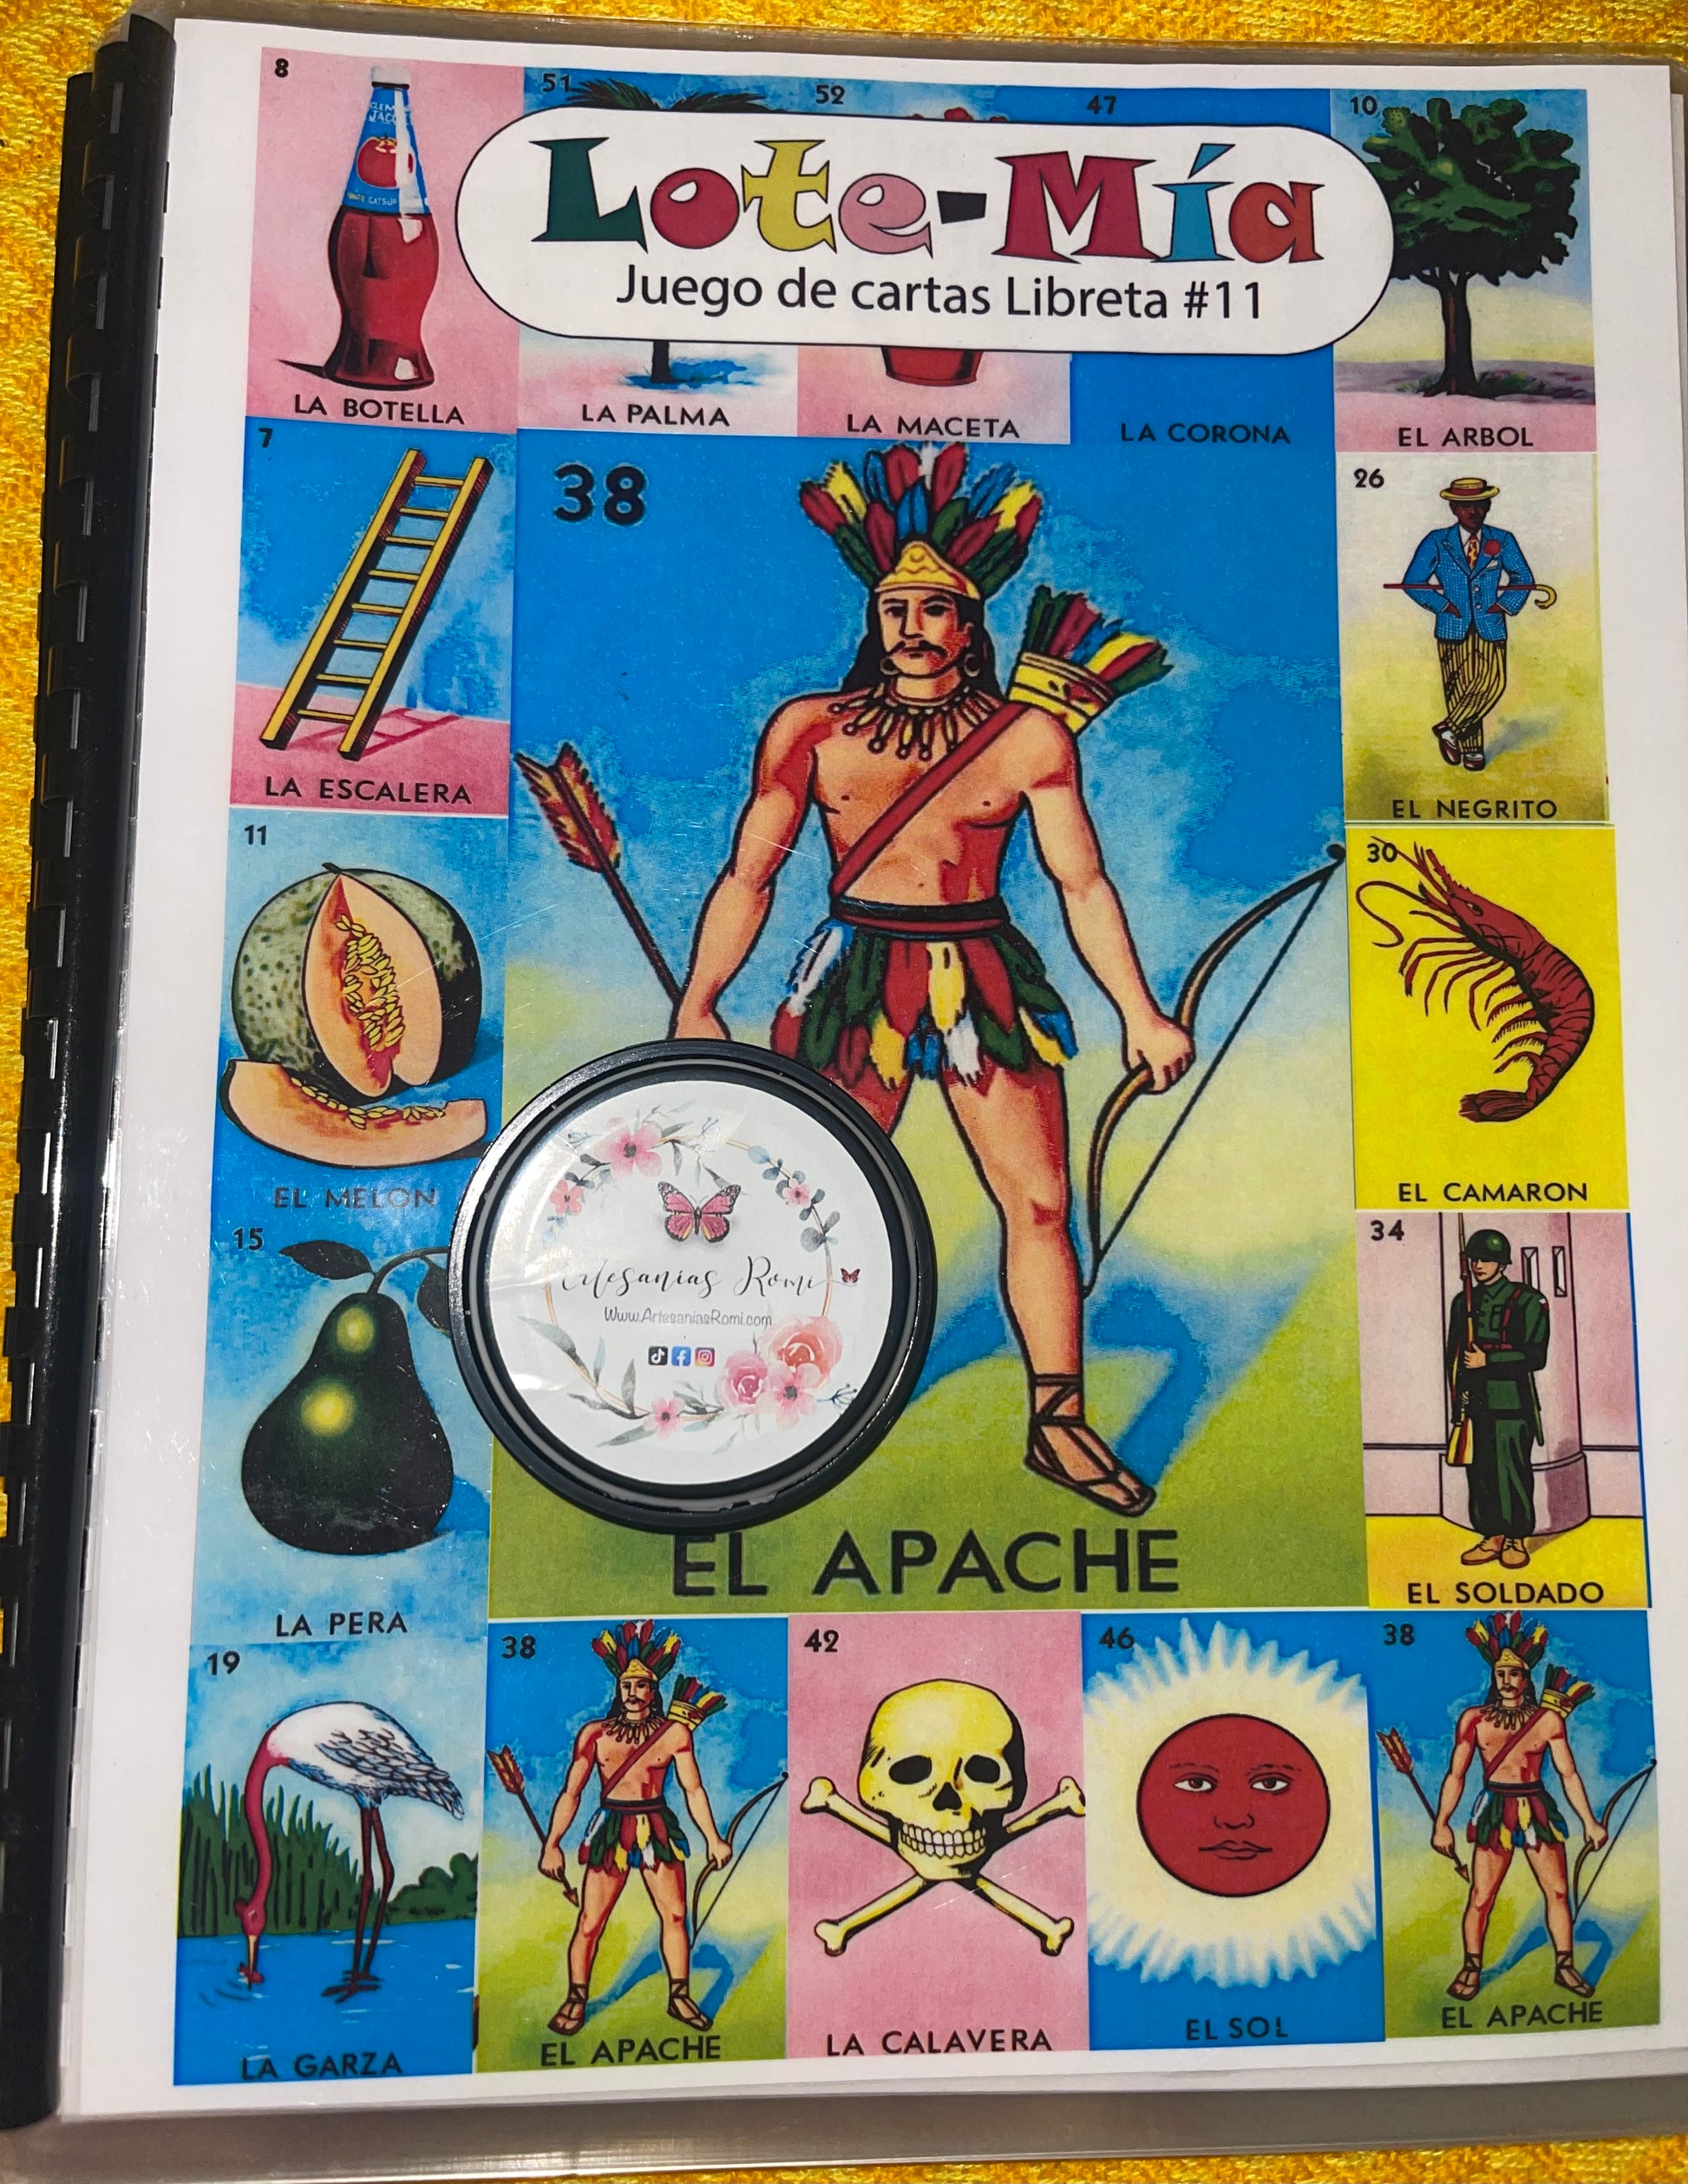 8
51
52
47
10
Lote-Mía
Juego de cartas Libreta #11
LA BOTELLA
LA PALMA
LA MACETA
LA CORONA
EL ARBOL
7
LA ESCALERA
38
26
EL NEGRITO
11
EL MELON
30
EL CAMARON
15
LA PERA
Artesanias Romi
Www.ArtesaniasRomi.com
34
EL SOLDADO
EL APACHE
19
LA GARZA
38
EL APACHE
42
LA CALAVERA
46
EL SOL
38
EL APACHE